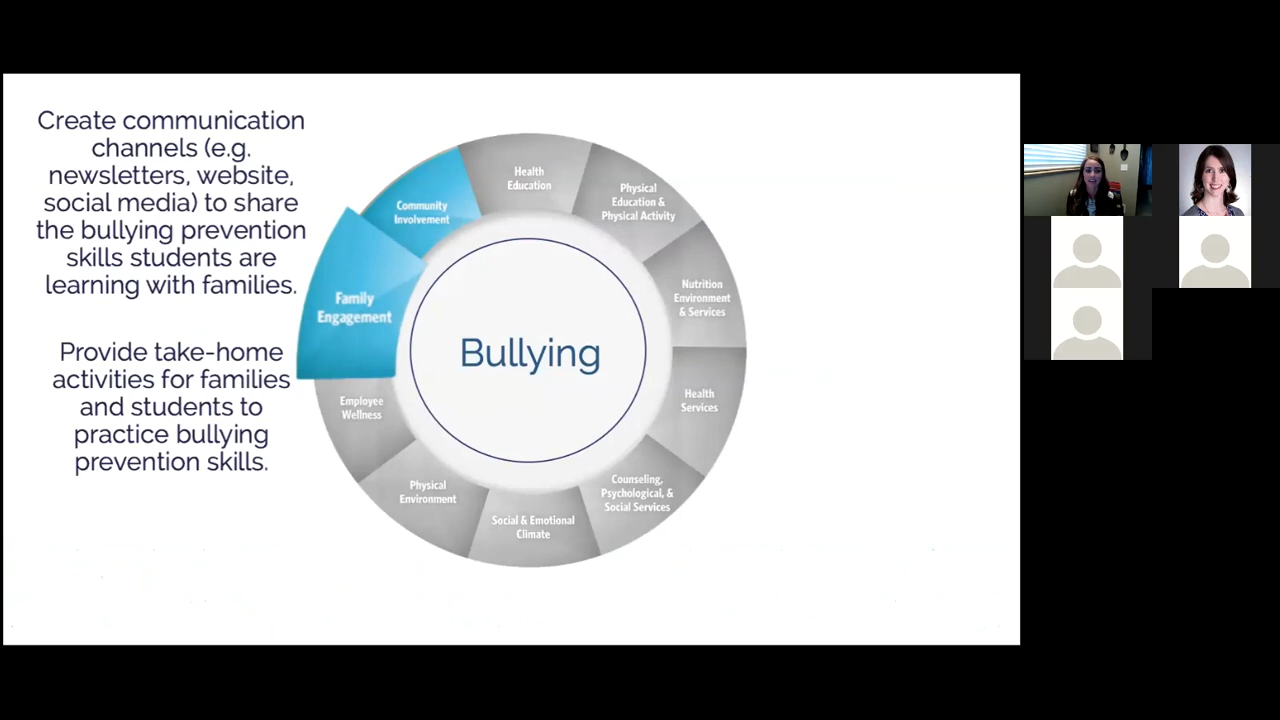 Create communication
channels (e.g.
newsletters, website,
social media) to share
the bullying prevention
skills students are
learning with families.
Provide take-home
activities for families
and students to
practice bullying
prevention skills.
Health
Education
Physical
Education &
Physical Activity
Nutrition
Environment
& Services
Health
Services
Counseling,
Psychological, &
Social Services
Social & Emotional
Climate
Physical
Environment
Employee
Wellness
Family
Engagement
Community
Involvement
Bullying